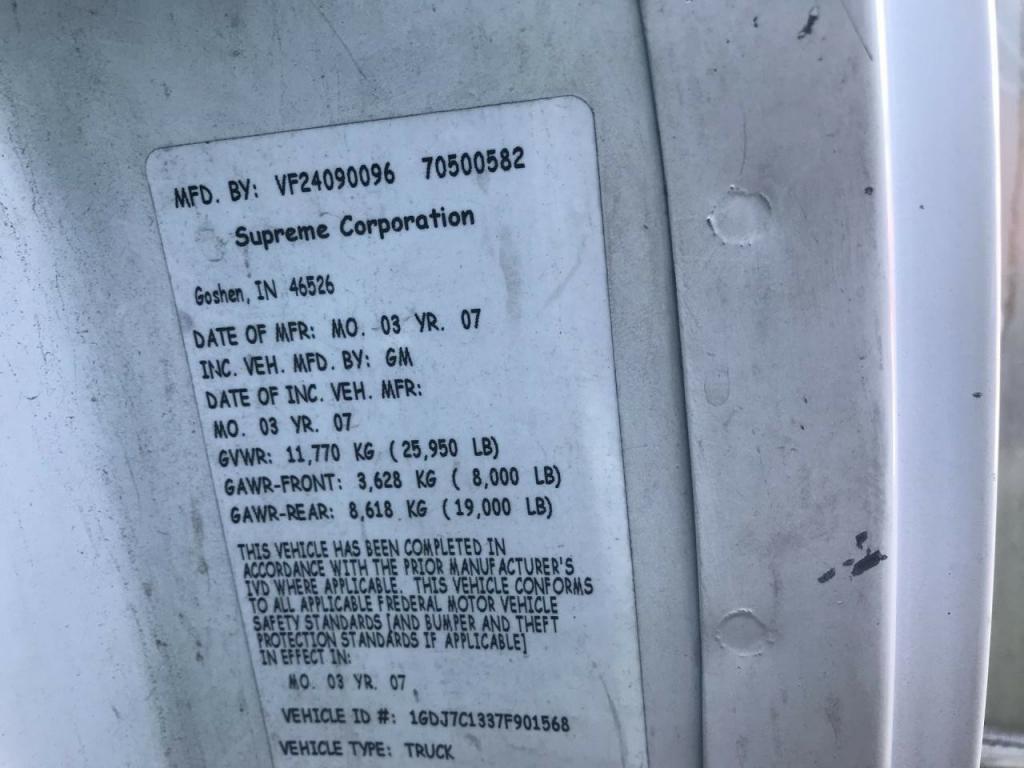 MFD. BY: VF24090096 70500582
Supreme Corporation
Goshen, IN 46526
DATE OF MFR: MO. 03 YR. 07
INC. VEH. MFD. BY: GM
DATE OF INC. VEH. MFR:
MO. 03 YR. 07
GVWR: 11,770 KG (25,950 LB)
GAWR-FRONT: 3,628 KG ( 8,000 LB)
GAWR-REAR: 8,618 KG (19,000 LB)
THIS VEHICLE HAS BEEN COMPLETED IN
ACCORDANCE WITH THE PRIOR MANUFACTURER'S
IVD WHERE APPLICABLE. THIS VEHICLE CONFORMS
TO ALL APPLICABLE FREDERAL MOTOR VEHICLE
SAFETY STANDARDS [AND BUMPER AND THEFT
PROTECTION STANDARDS IF APPLICABLE]
IN EFFECT IN:
MO. 03 YR. 07
VEHICLE ID #: 1GDJ7C1337F901568
VEHICLE TYPE: TRUCK